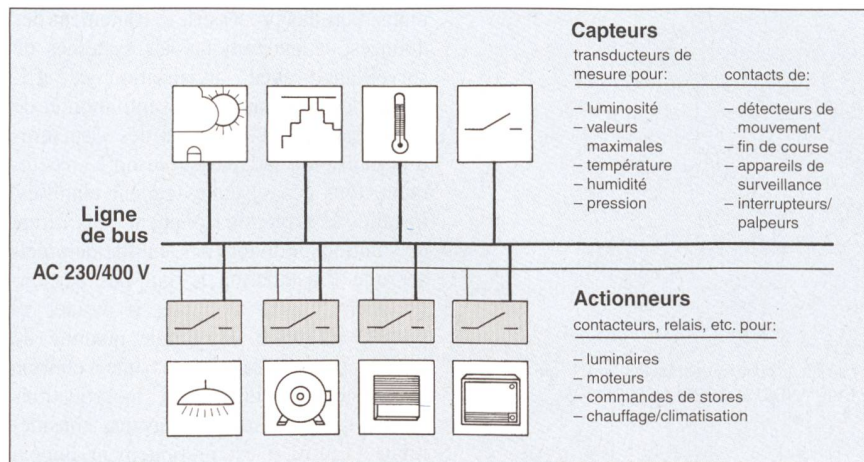 Capteurs
transducteurs de
mesure pour:
contacts de:
– luminosité
– valeurs
maximales
– température
– humidité
– pression
– détecteurs de
mouvement
– fin de course
– appareils de
surveillance
– interrupteurs/
palpeurs
Ligne
de bus
AC 230/400 V
Actionneurs
contacteurs, relais, etc. pour:
– luminaires
– moteurs
– commandes de stores
– chauffage/climatisation